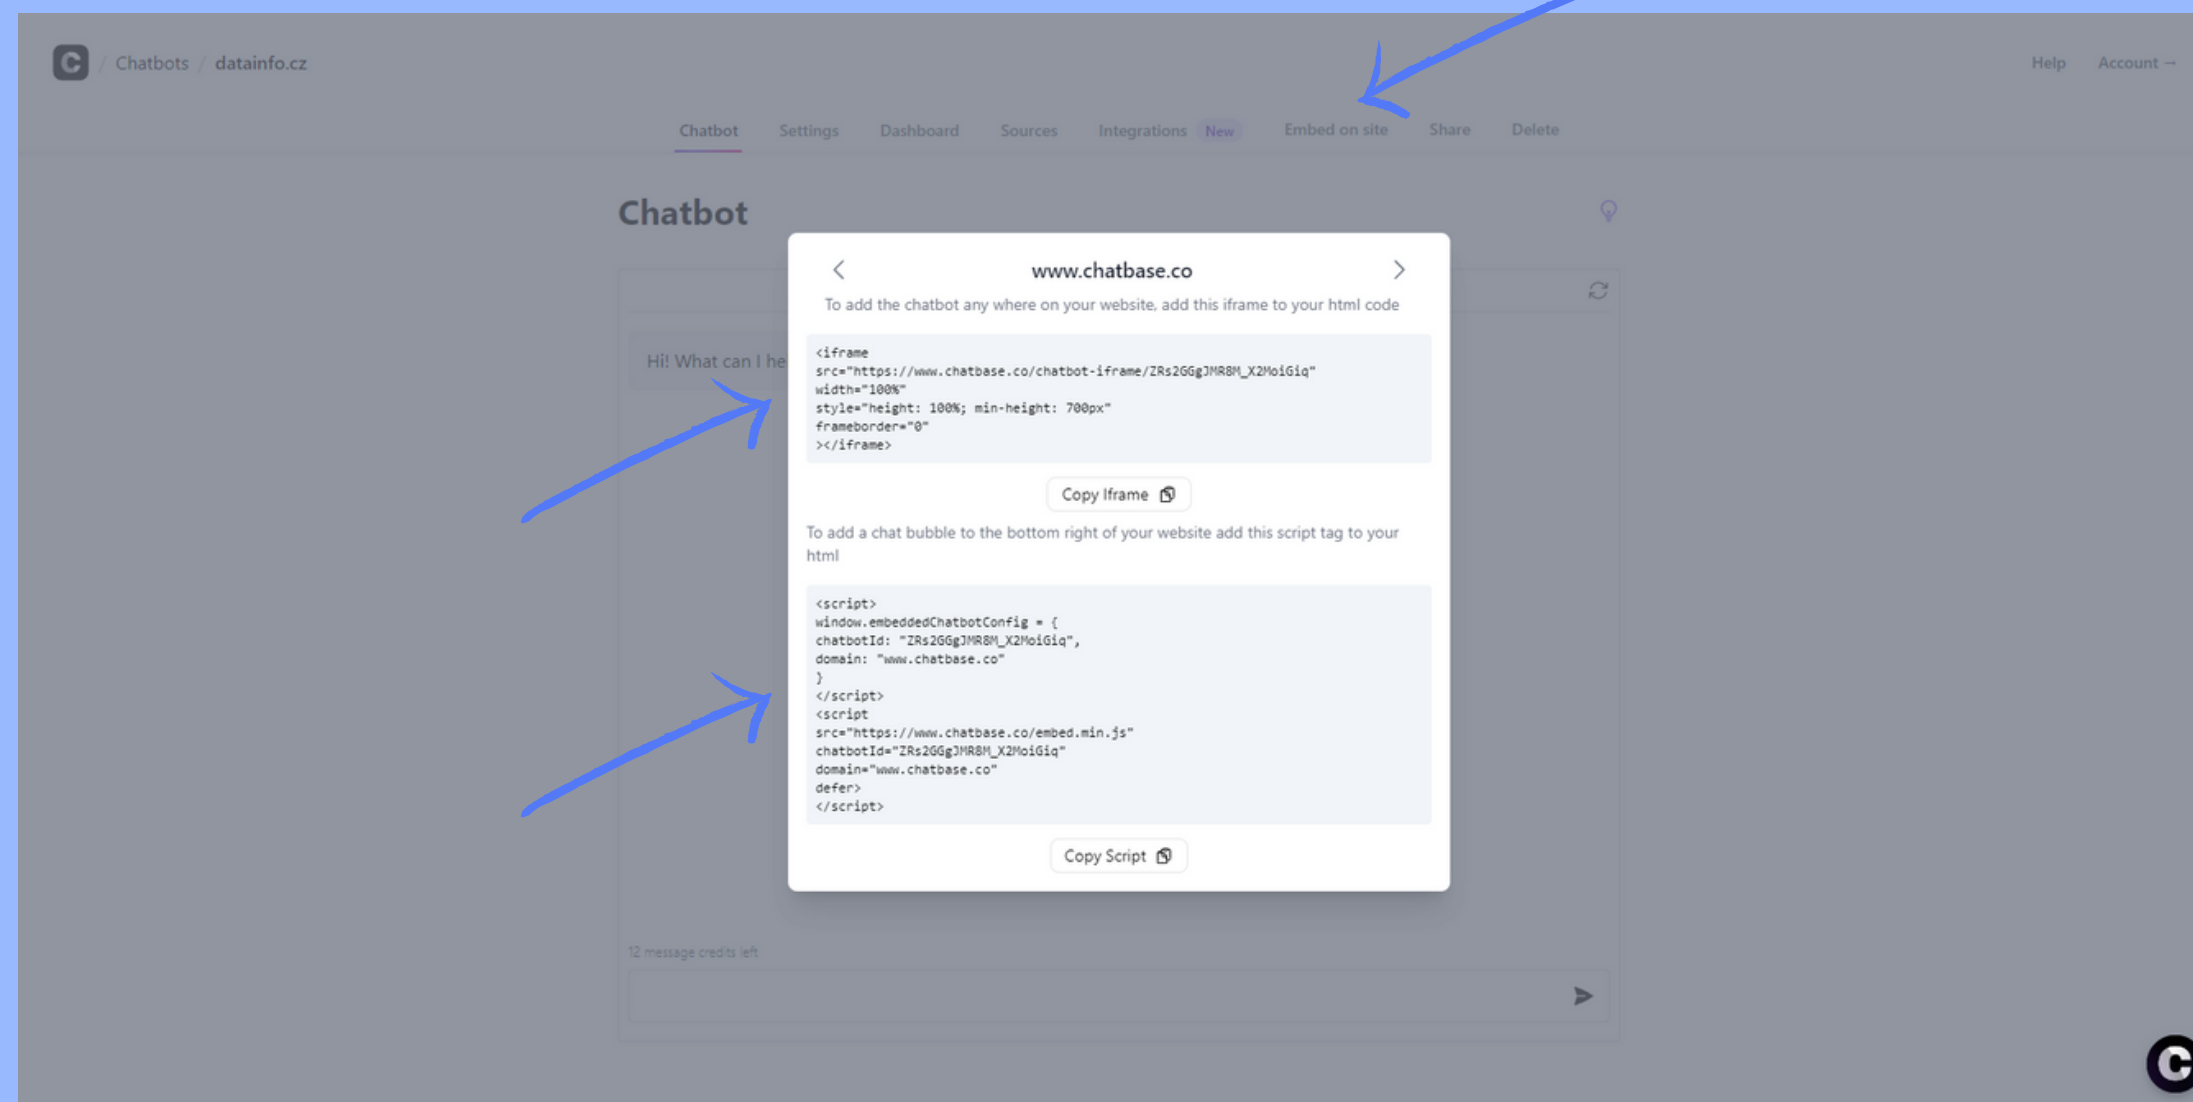 C / Chatbots / datainfo.cz
Help Account →
Chatbot Settings Dashboard Sources Integrations New Embed on site Share Delete
Chatbot
www.chatbase.co
To add the chatbot any where on your website, add this iframe to your html code
Hi! What can I he
<iframe
src="https://www.chatbase.co/chatbot-iframe/ZRs2GGgJMR8M_X2MoiGiq"
width="100%"
style="height: 100%; min-height: 700px"
frameborder="0"
></iframe>
Copy Iframe
To add a chat bubble to the bottom right of your website add this script tag to your
html
<script>
window.embeddedChatbotConfig = {
chatbotId: "ZRs2GGgJMR8M_X2MoiGiq",
domain: "www.chatbase.co"
}
</script>
<script
src="https://www.chatbase.co/embed.min.js"
chatbotId="ZRs2GGgJMR8M_X2MoiGiq"
domain="www.chatbase.co"
defer>
</script>
Copy Script
12 message credits left
C